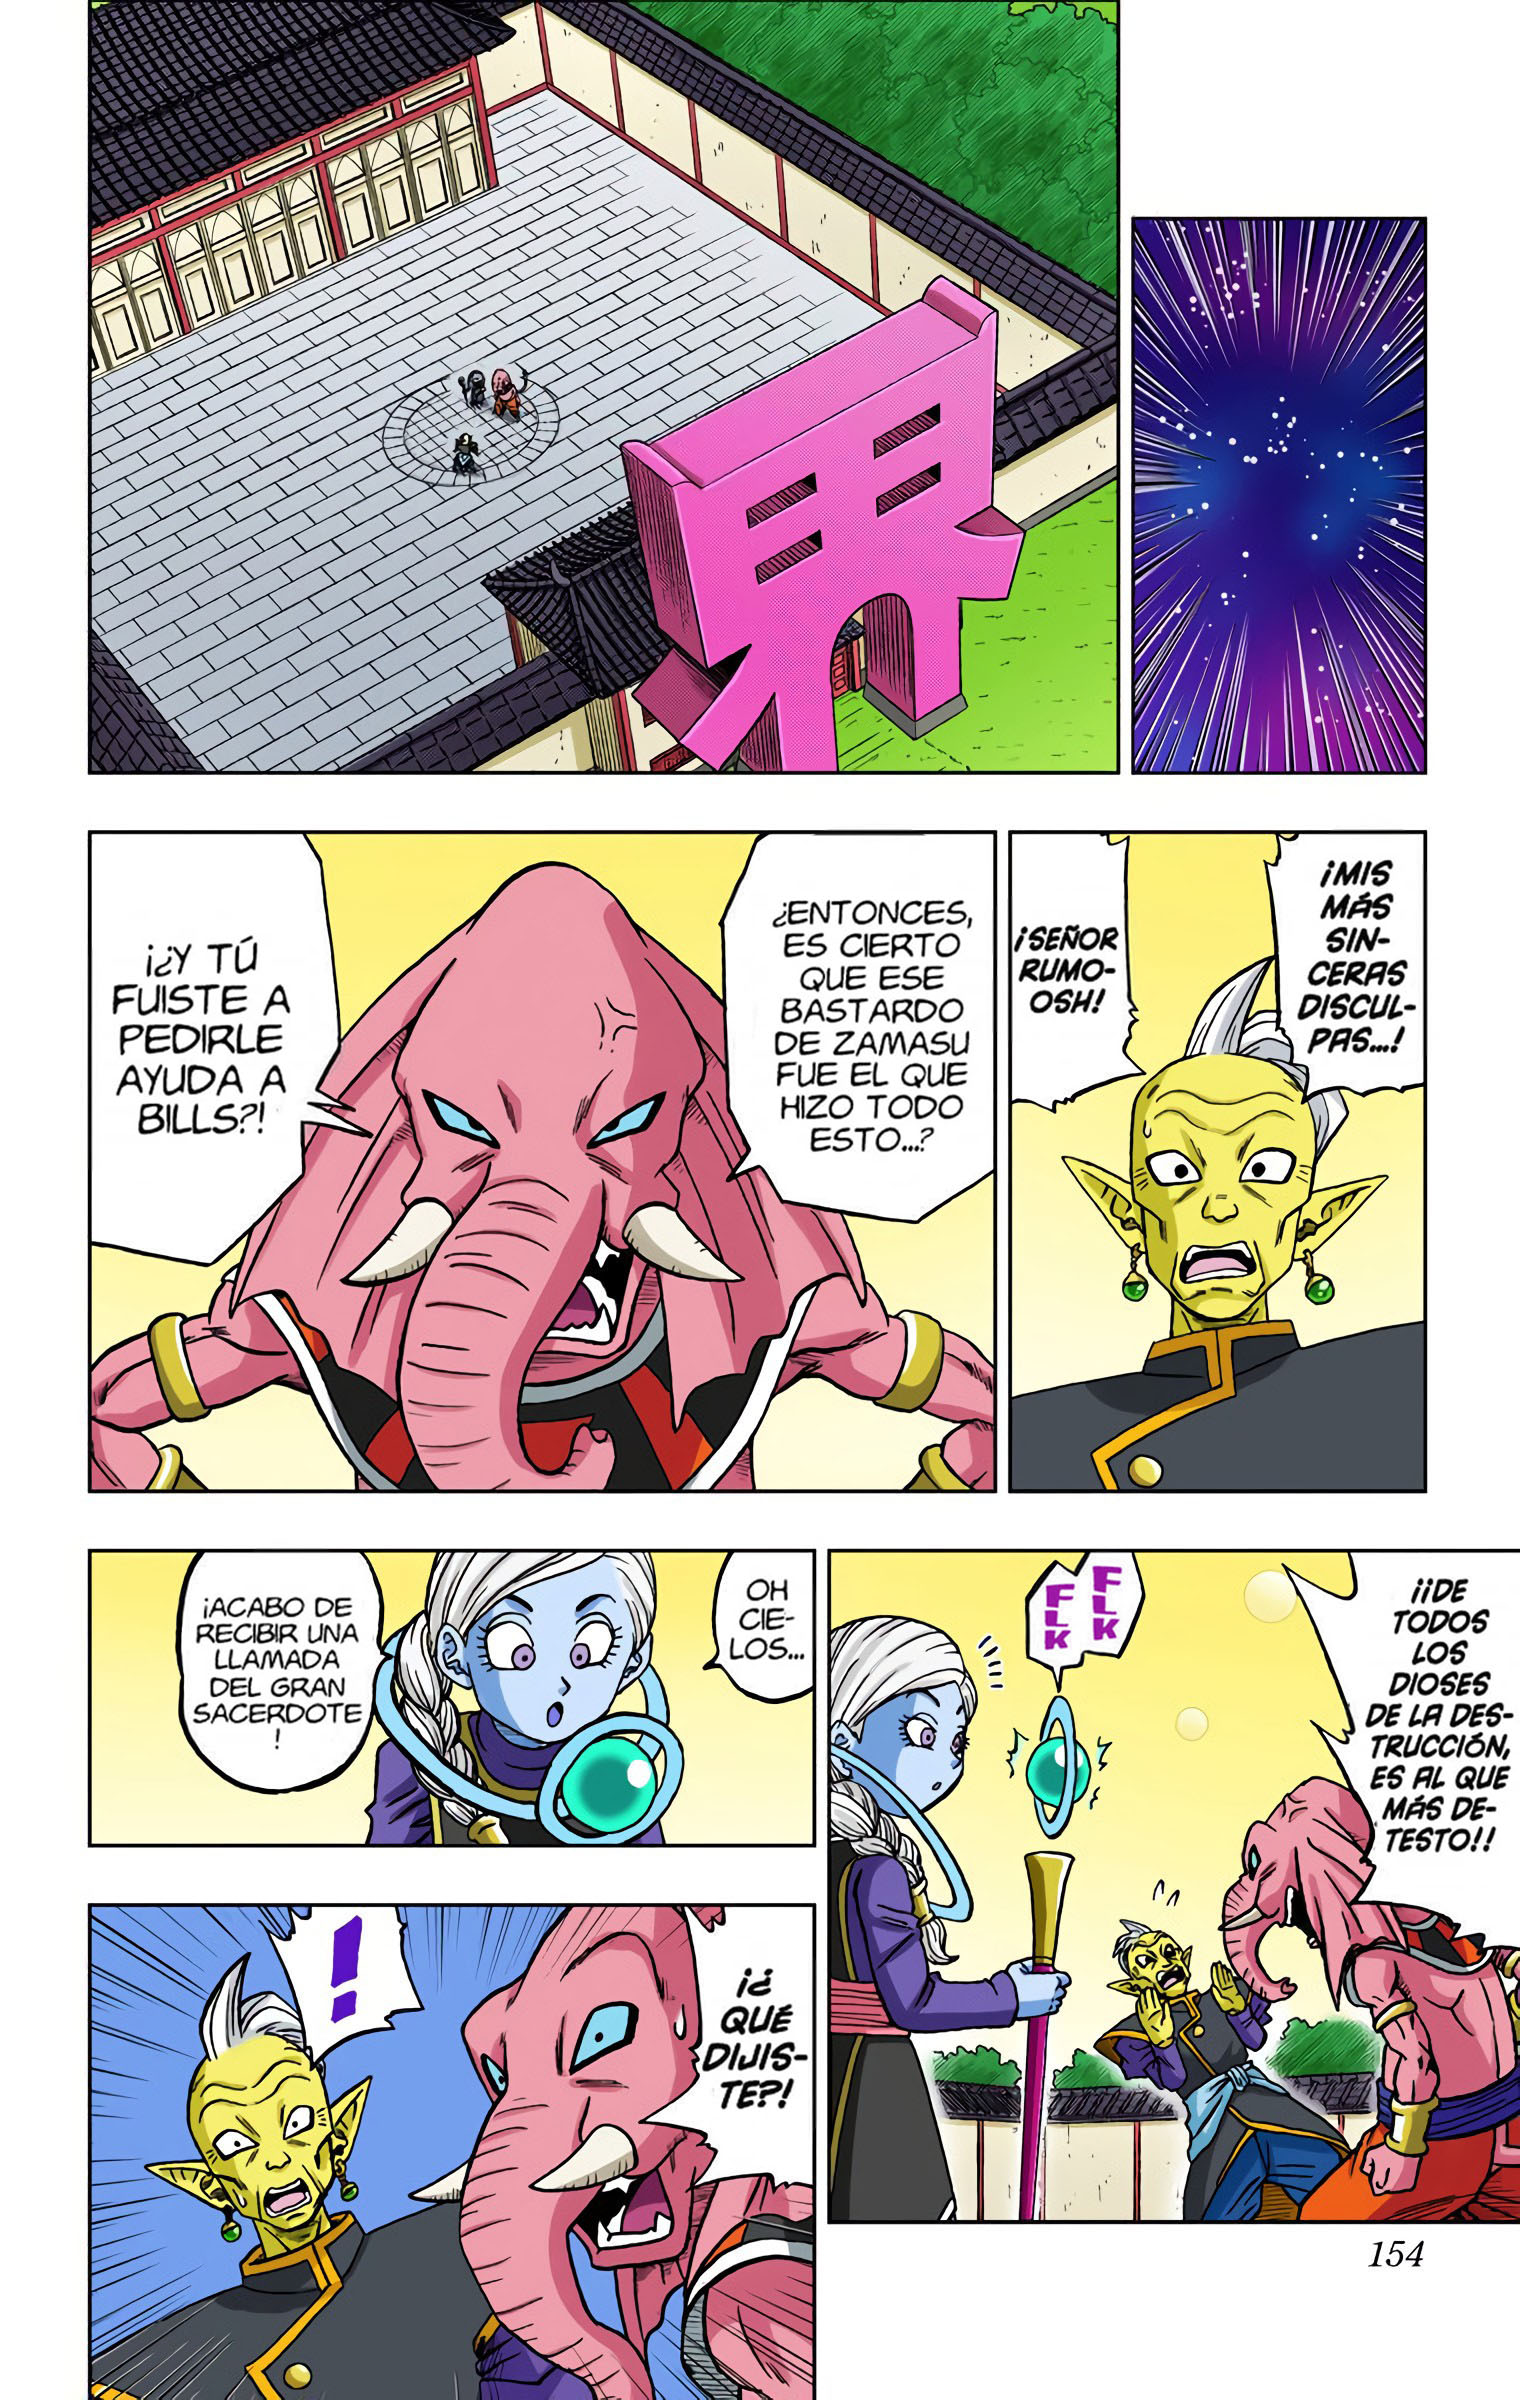 界
¡MIS
MÁS
SIN-
CERAS
DISCUL-
PAS...!
¡SEÑOR
RUMO-
OSH!
¿ENTONCES,
ES CIERTO
QUE ESE
BASTARDO
DE ZAMASU
FUE EL QUE
HIZO TODO
ESTO...?
¡¿Y TÚ
FUISTE A
PEDIRLE
AYUDA A
BILLS?!
¡¡DE
TODOS
LOS
DIOSES
DE LA DES-
TRUCCIÓN,
ES AL QUE
MÁS DE-
TESTO!!
FLK
FLK
OH
CIE-
LOS...
¡ACABO DE
RECIBIR UNA
LLAMADA
DEL GRAN
SACERDOTE
!
¡¿
QUÉ
DIJIS-
TE?!
!
154